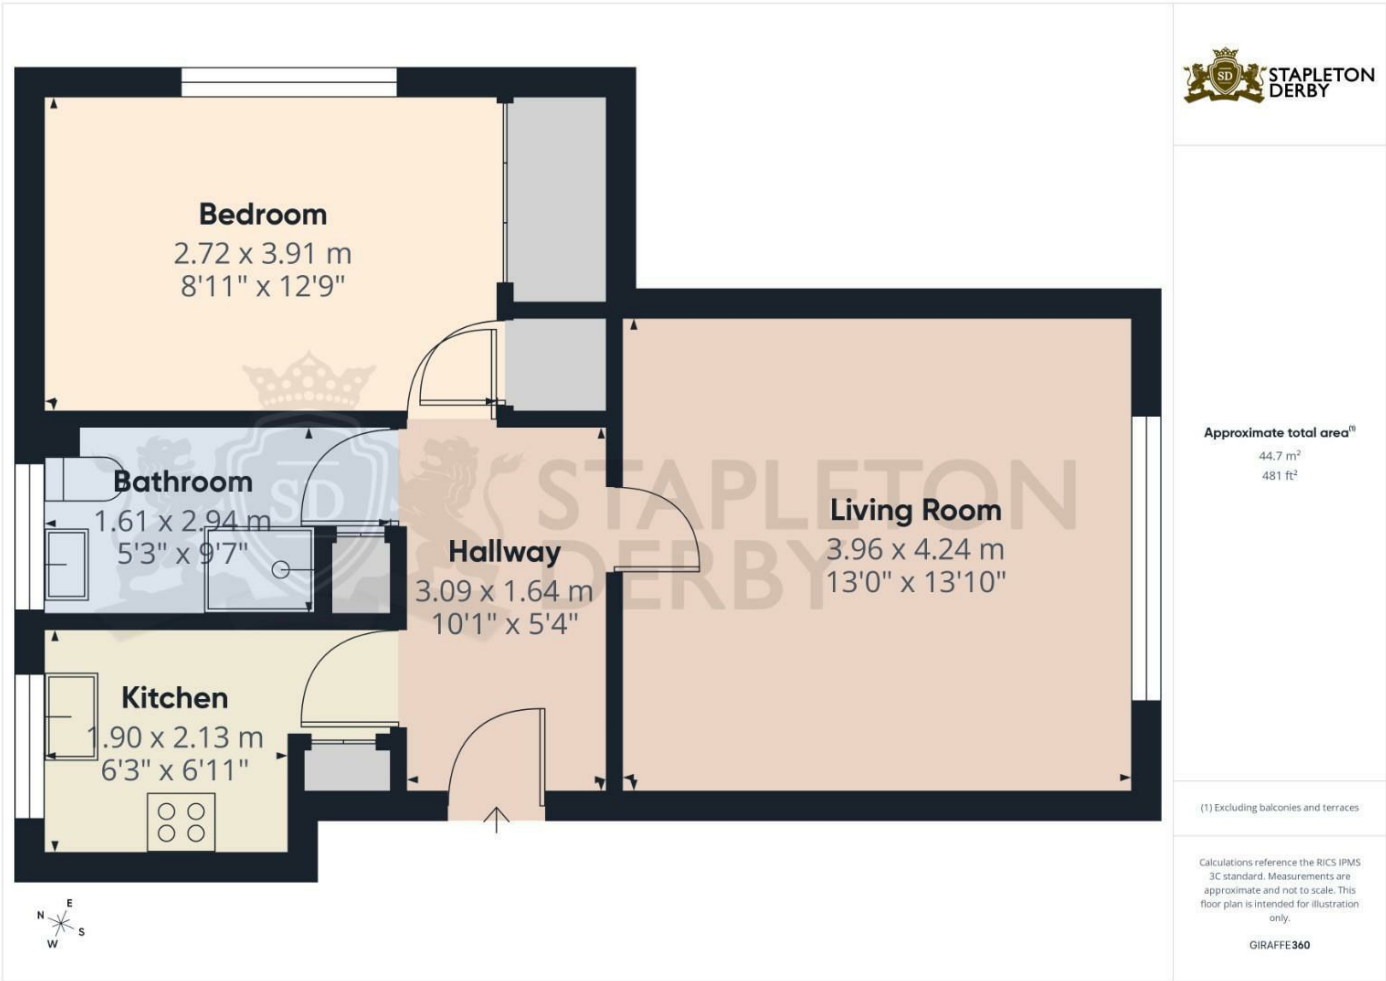 SD
STAPLETON
DERBY
Bedroom
2.72 x 3.91 m
8'11" x 12'9"
Bathroom
1.61 x 2.94 m
5'3" x 9'7"
SD
STAPLETON
DERBY
Hallway
3.09 x 1.64 m
10'1" x 5'4"
Living Room
3.96 x 4.24 m
13'0" x 13'10"
Kitchen
1.90 x 2.13 m
6'3" x 6'11"
N
E
S
W
Approximate total area(1)
44.7 m²
481 ft²
(1) Excluding balconies and terraces
Calculations reference the RICS IPMS
3C standard. Measurements are
approximate and not to scale. This
floor plan is intended for illustration
only.
GIRAFFE360